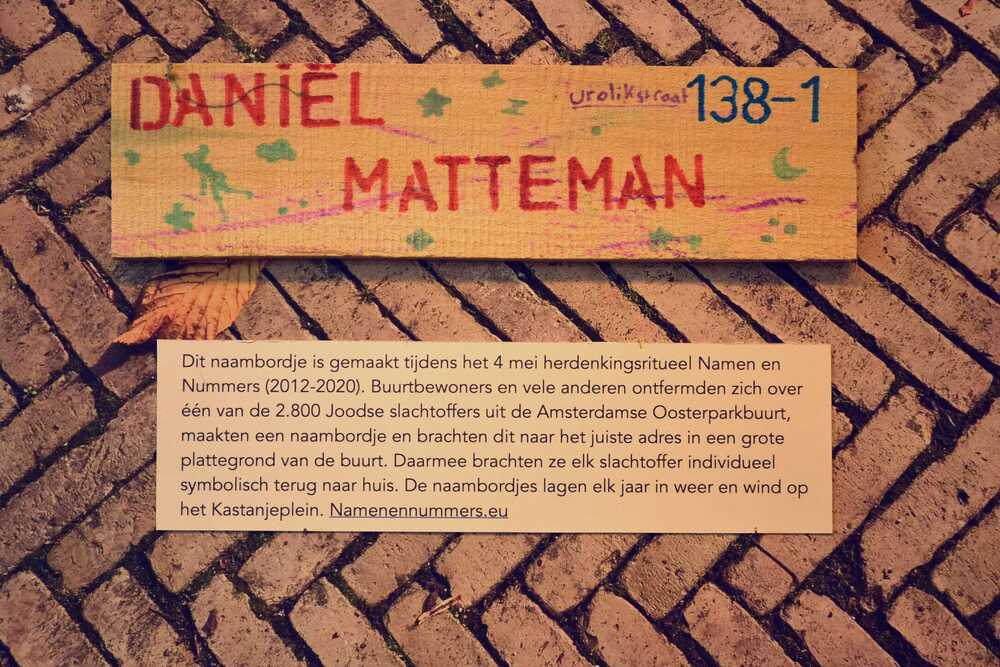 DANIËL
vrolikstraat 138-1
MATTEMAN
Dit naambordje is gemaakt tijdens het 4 mei herdenkingsritueel Namen en
Nummers (2012-2020). Buurtbewoners en vele anderen ontfermden zich over
één van de 2.800 Joodse slachtoffers uit de Amsterdamse Oosterparkbuurt,
maakten een naambordje en brachten dit naar het juiste adres in een grote
plattegrond van de buurt. Daarmee brachten ze elk slachtoffer individueel
symbolisch terug naar huis. De naambordjes lagen elk jaar in weer en wind op
het Kastanjeplein. Namenennummers.eu